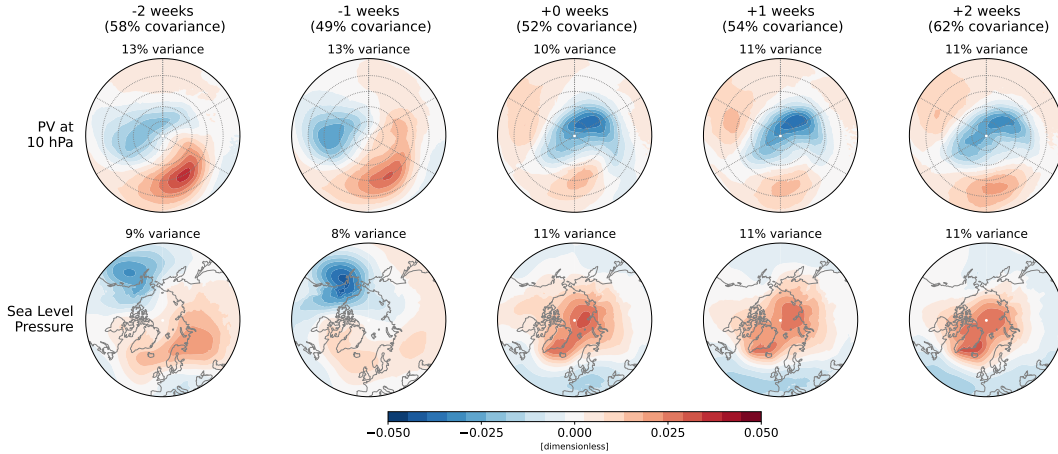 -2 weeks
(58% covariance)
-1 weeks
(49% covariance)
+0 weeks
(52% covariance)
+1 weeks
(54% covariance)
+2 weeks
(62% covariance)
13% variance
13% variance
10% variance
11% variance
11% variance
PV at
10 hPa
9% variance
8% variance
11% variance
11% variance
11% variance
Sea Level
Pressure
−0.050
−0.025
0.000
0.025
0.050
[dimensionless]